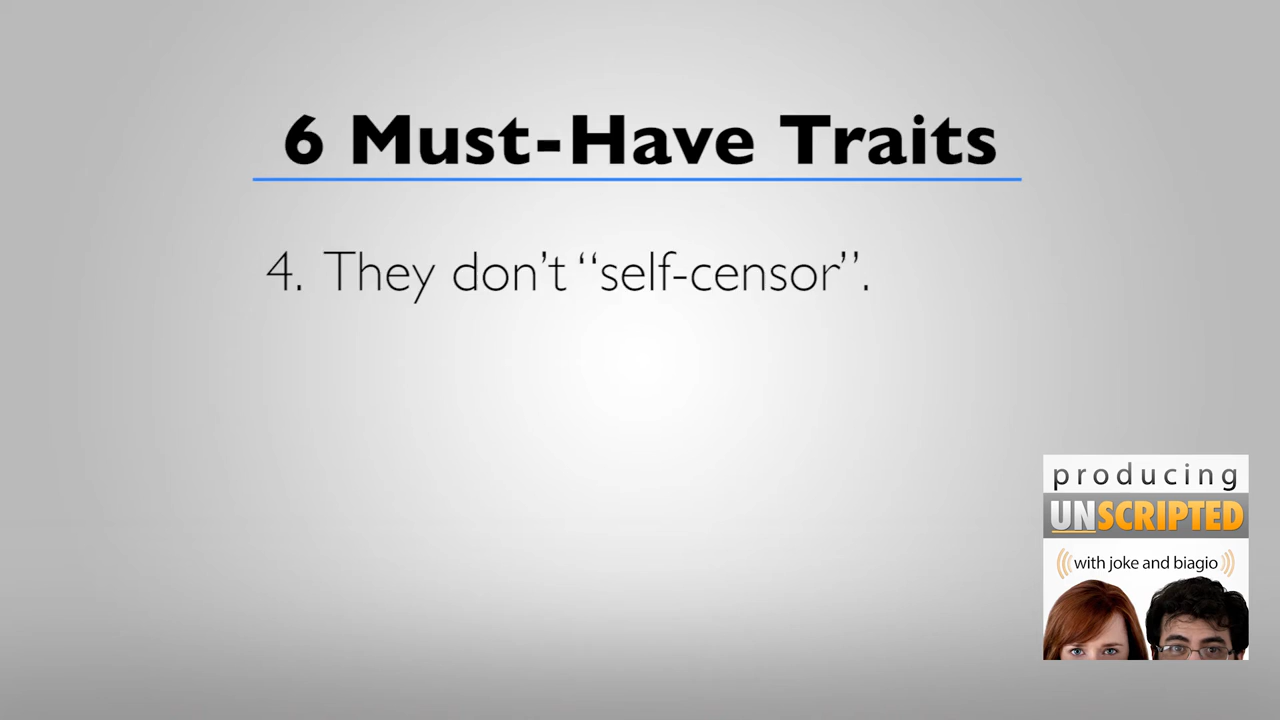 6 Must-Have Traits
4. They don’t “self-censor”.
producing
UNSCRIPTED
with joke and biagio